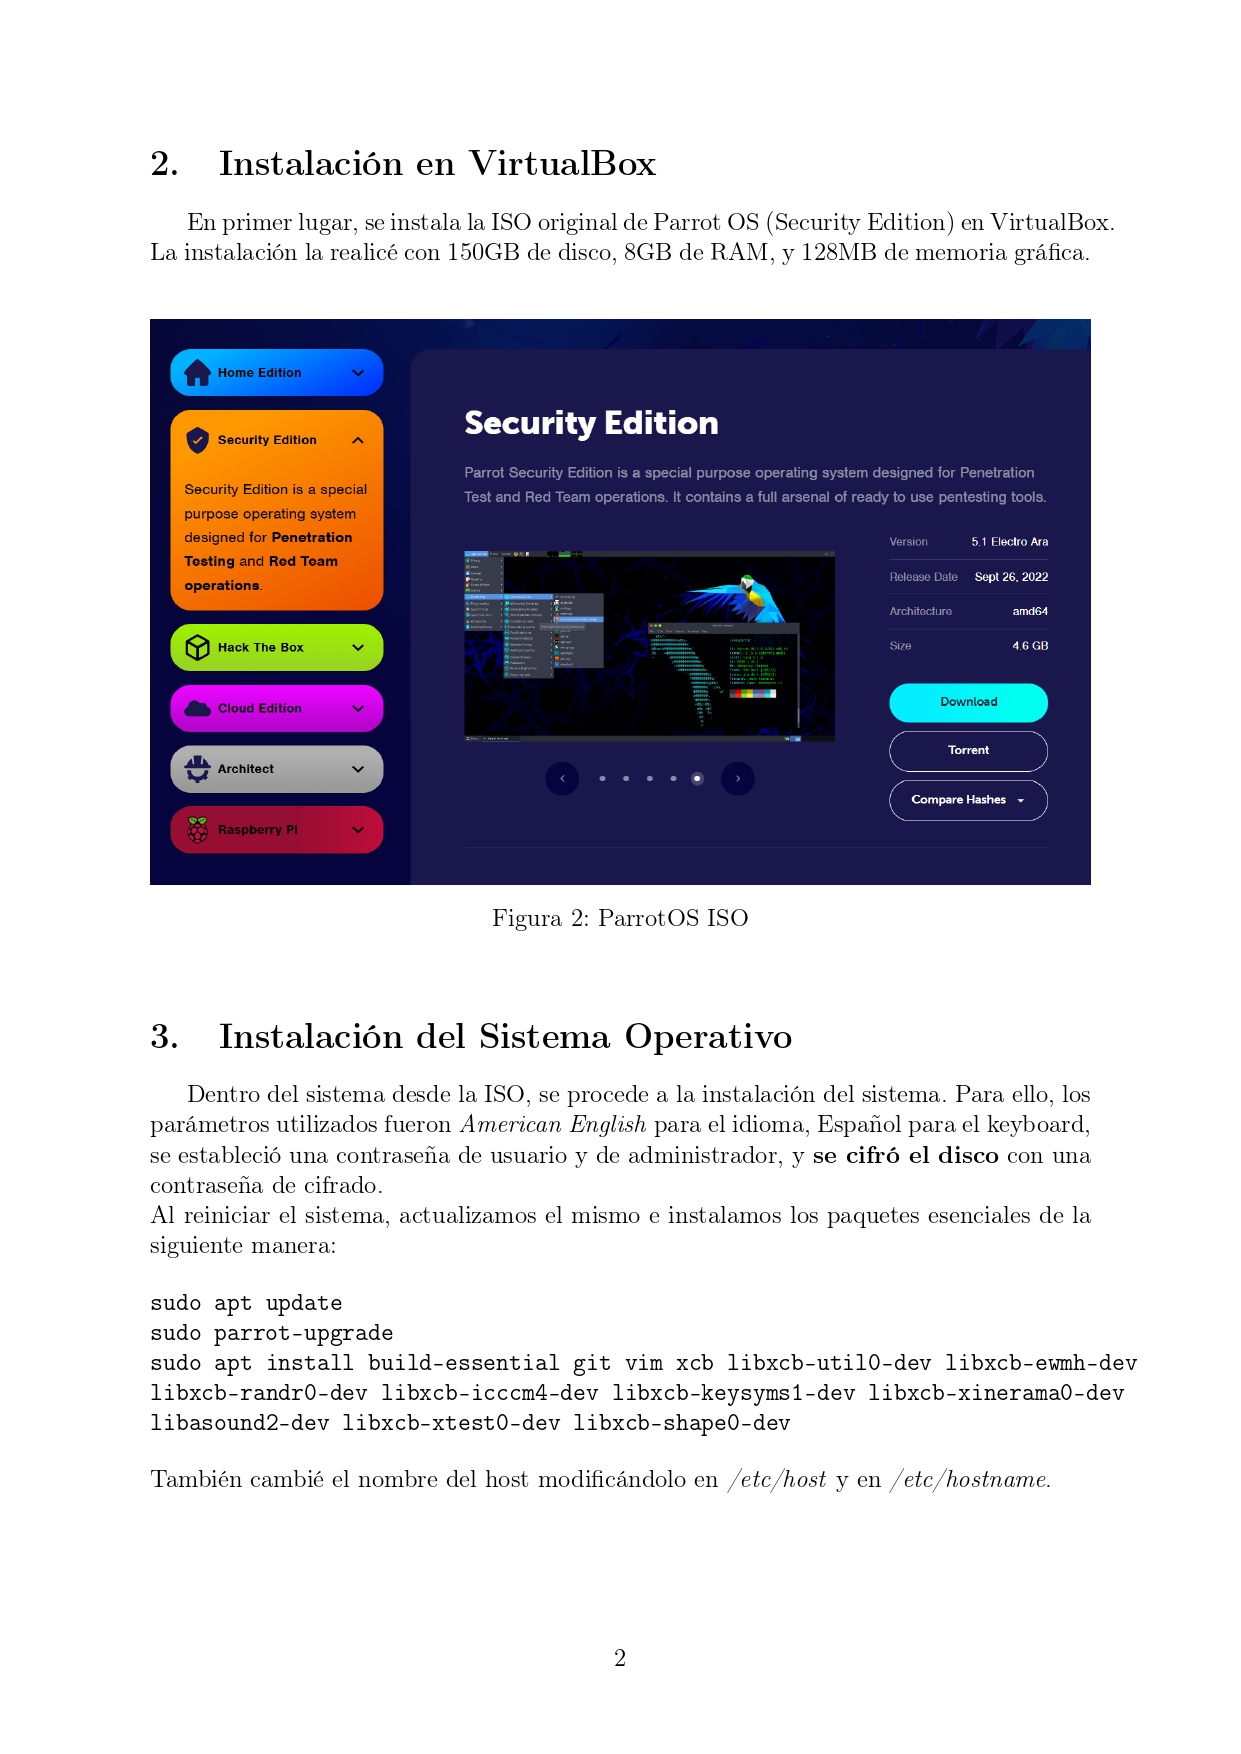 2. Instalación en VirtualBox
En primer lugar, se instala la ISO original de Parrot OS (Security Edition) en VirtualBox.
La instalación la realicé con 150GB de disco, 8GB de RAM, y 128MB de memoria gráfica.
Home Edition
Security Edition
Security Edition is a special
purpose operating system
designed for Penetration
Testing and Red Team
operations.
Hack The Box
Cloud Edition
Architect
Raspberry Pi
Security Edition
Parrot Security Edition is a special purpose operating system designed for Penetration
Test and Red Team operations. It contains a full arsenal of ready to use pentesting tools.
Version 5.1 Electro Ara
Release Date Sept 26, 2022
Architecture amd64
Size 4.6 GB
Download
Torrent
Compare Hashes
Figura 2: ParrotOS ISO
3. Instalación del Sistema Operativo
Dentro del sistema desde la ISO, se procede a la instalación del sistema. Para ello, los
parámetros utilizados fueron American English para el idioma, Español para el keyboard,
se estableció una contraseña de usuario y de administrador, y se cifró el disco con una
contraseña de cifrado.
Al reiniciar el sistema, actualizamos el mismo e instalamos los paquetes esenciales de la
siguiente manera:
sudo apt update
sudo parrot-upgrade
sudo apt install build-essential git vim xcb libxcb-util0-dev libxcb-ewmh-dev
libxcb-randr0-dev libxcb-icccm4-dev libxcb-keysyms1-dev libxcb-xinerama0-dev
libasound2-dev libxcb-xtest0-dev libxcb-shape0-dev
También cambié el nombre del host modificándolo en /etc/host y en /etc/hostname.
2